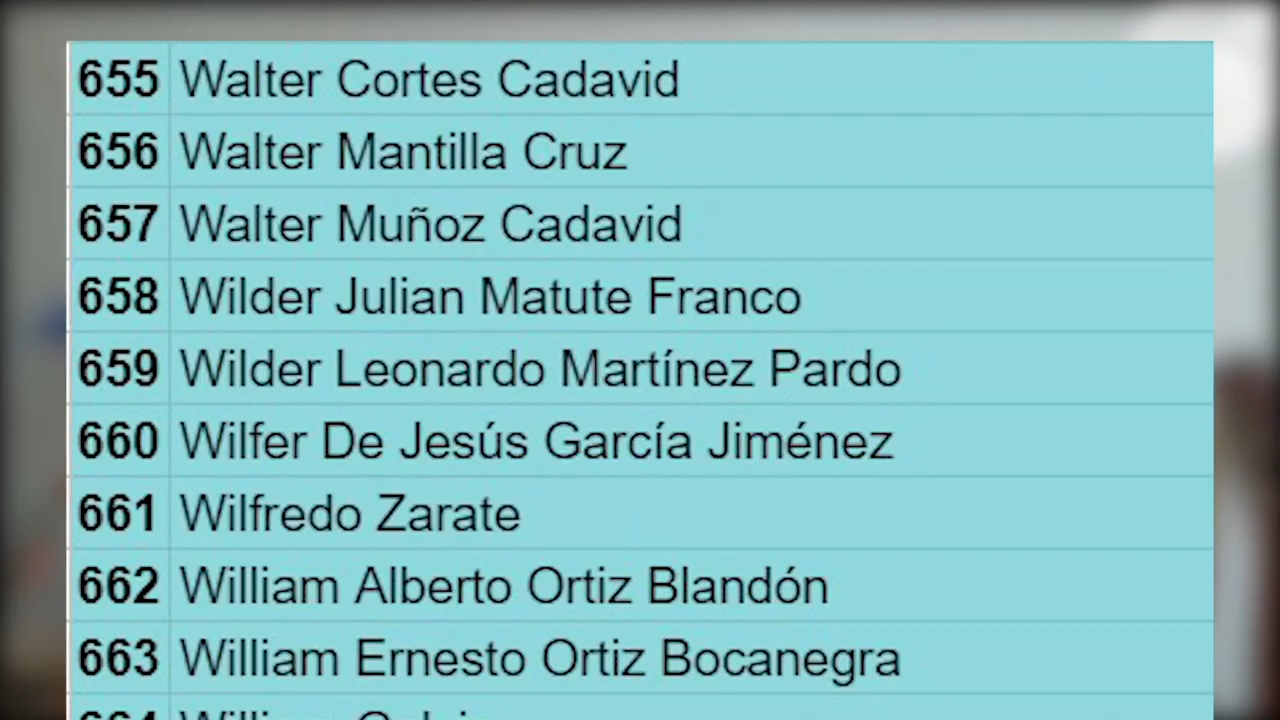 655 Walter Cortes Cadavid
656 Walter Mantilla Cruz
657 Walter Muñoz Cadavid
658 Wilder Julian Matute Franco
659 Wilder Leonardo Martínez Pardo
660 Wilfer De Jesús García Jiménez
661 Wilfredo Zarate
662 William Alberto Ortiz Blandón
663 William Ernesto Ortiz Bocanegra
664 William